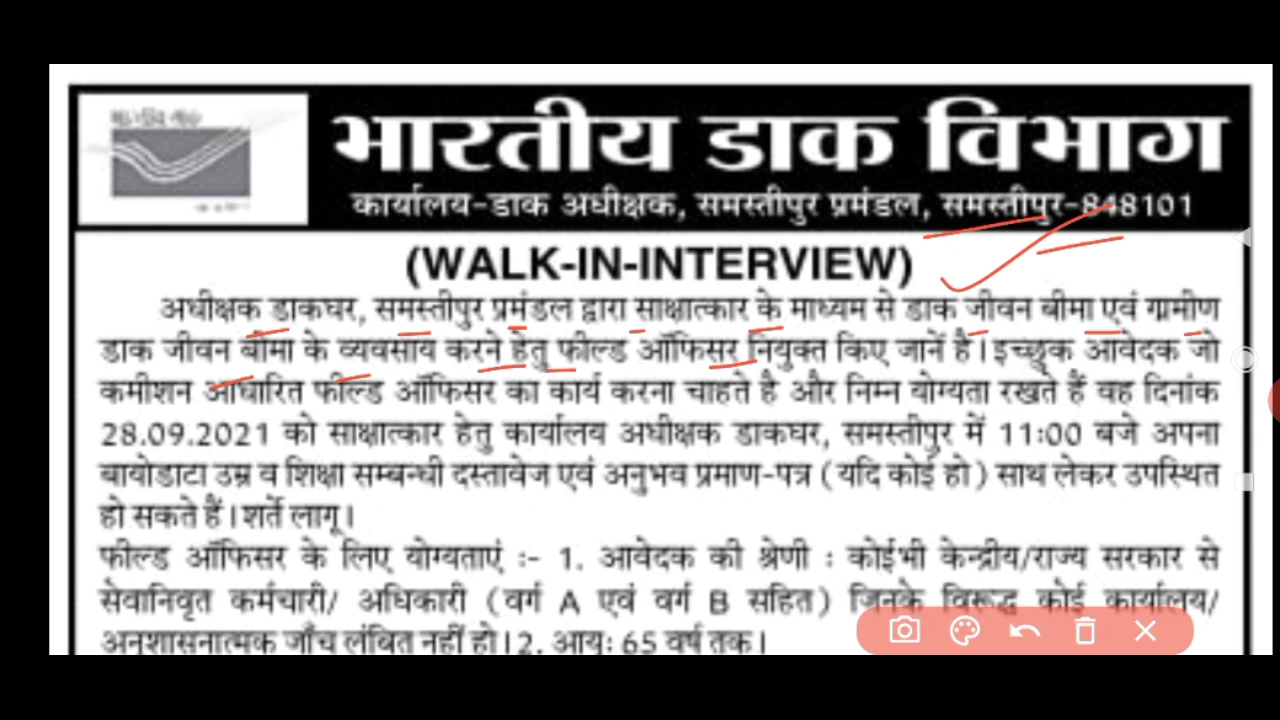 भारतीय डाक विभाग
कार्यालय-डाक अधीक्षक, समस्तीपुर प्रमंडल, समस्तीपुर-848101
(WALK-IN-INTERVIEW)
अधीक्षक डाकघर, समस्तीपुर प्रमंडल द्वारा साक्षात्कार के माध्यम से डाक जीवन बीमा एवं ग्रामीण
डाक जीवन बीमा के व्यवसाय करने हेतु फील्ड ऑफिसर नियुक्त किए जानें है। इच्छुक आवेदक जो
कमीशन आधारित फील्ड ऑफिसर का कार्य करना चाहते है और निम्न योग्यता रखते हैं वह दिनांक
28.09.2021 को साक्षात्कार हेतु कार्यालय अधीक्षक डाकघर, समस्तीपुर में 11:00 बजे अपना
बायोडाटा उम्र व शिक्षा सम्बन्धी दस्तावेज एवं अनुभव प्रमाण-पत्र (यदि कोई हो) साथ लेकर उपस्थित
हो सकते हैं। शर्ते लागू।
फील्ड ऑफिसर के लिए योग्यताएं :- 1. आवेदक की श्रेणी : कोईभी केन्द्रीय/राज्य सरकार से
सेवानिवृत कर्मचारी/ अधिकारी (वर्ग A एवं वर्ग B सहित) जिनके विरूद्ध कोई कार्यालय/
अनुशासनात्मक जाँच लंबित नहीं हो। 2. आयुः 65 वर्ष तक।